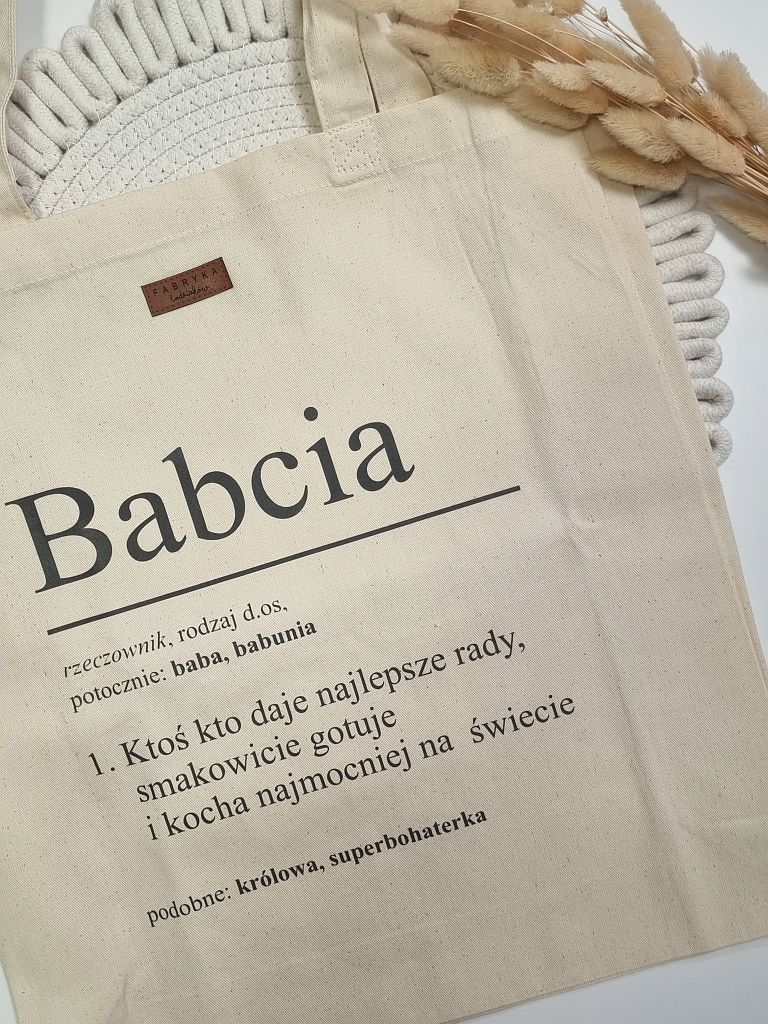 FABRYKA
Babcia
rzeczownik, rodzaj d.os,
potocznie: baba, babunia
1. Ktoś kto daje najlepsze rady,
smakowicie gotuje
i kocha najmocniej na świecie
podobne: królowa, superbohaterka